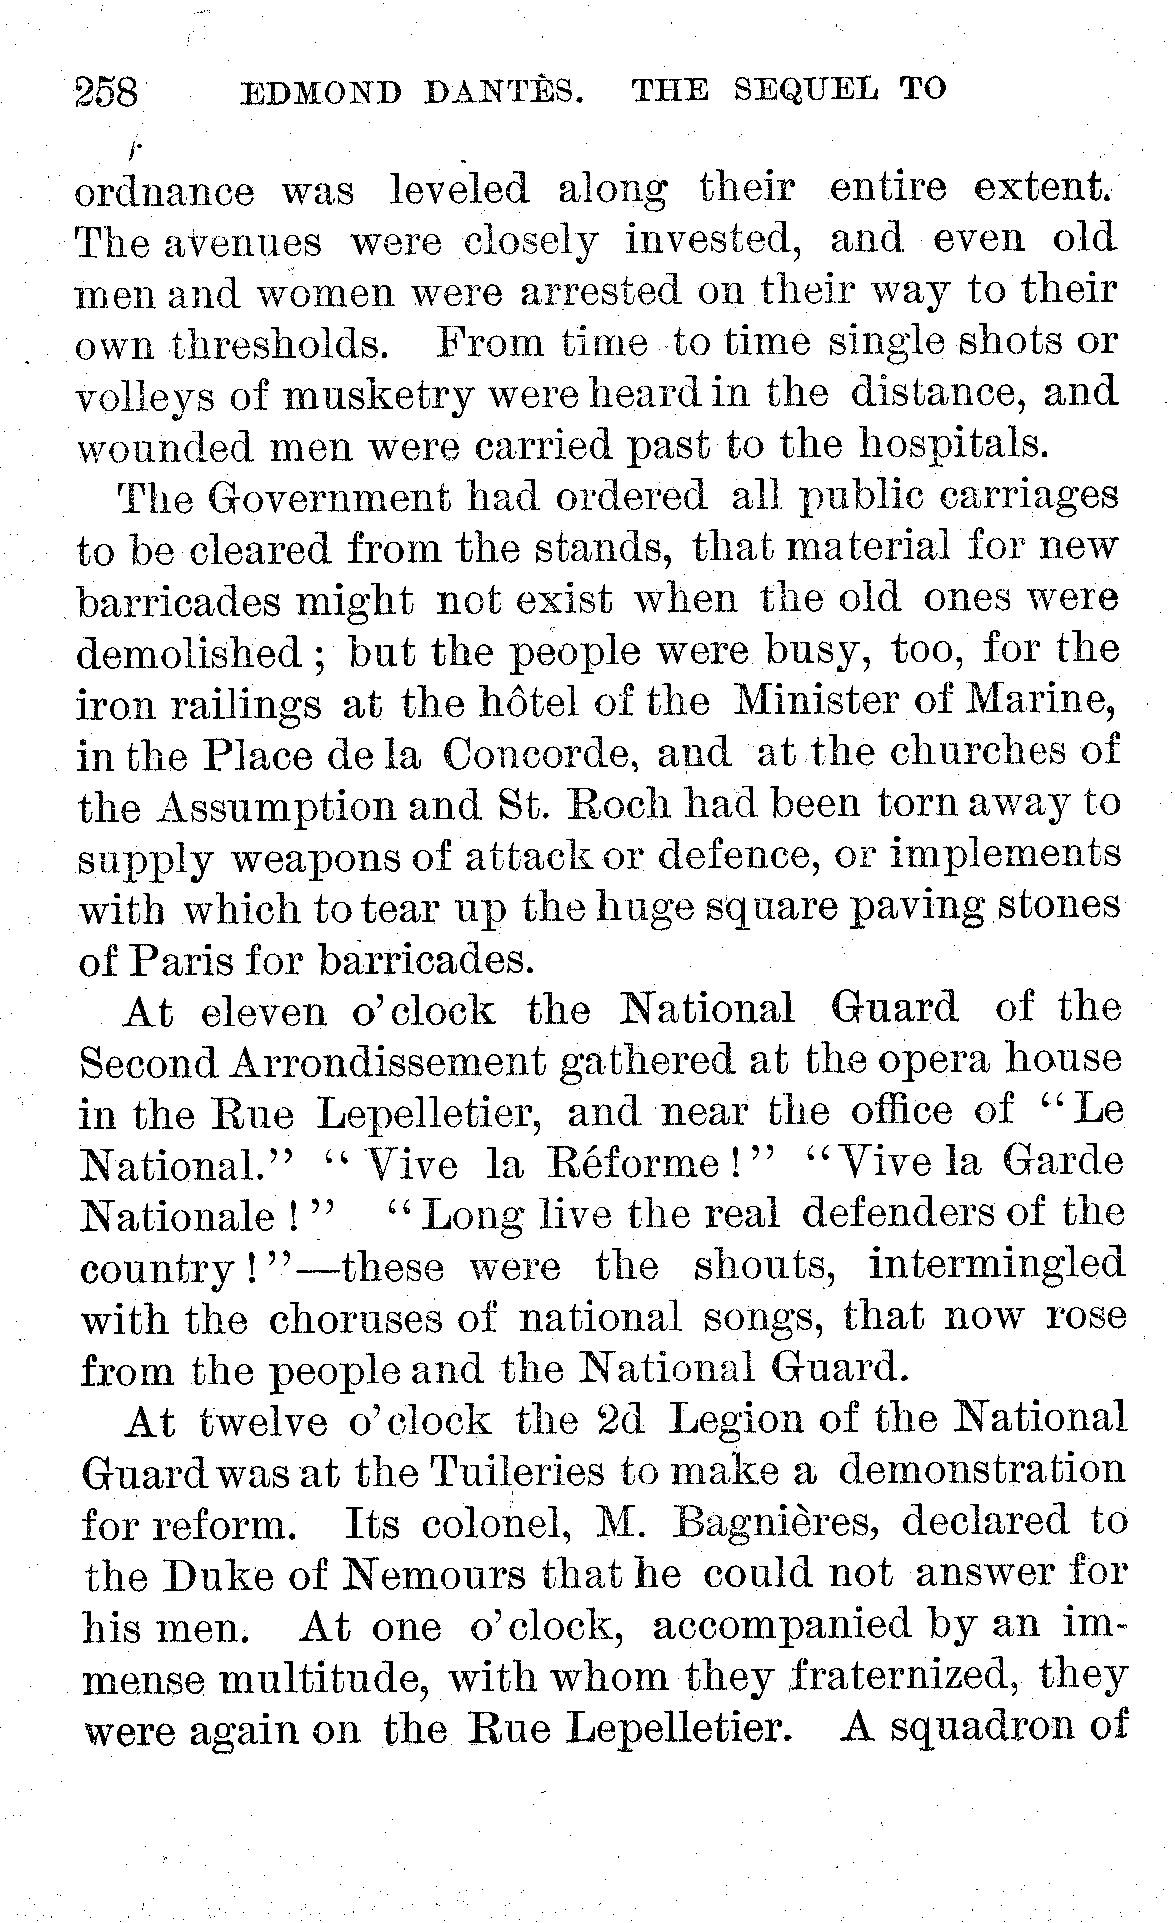 258 EDMOND DANTÈS. THE SEQUEL TO
ordnance was leveled along their entire extent.
The avenues were closely invested, and even old
men and women were arrested on their way to their
own thresholds. From time to time single shots or
volleys of musketry were heard in the distance, and
wounded men were carried past to the hospitals.
The Government had ordered all public carriages
to be cleared from the stands, that material for new
barricades might not exist when the old ones were
demolished; but the people were busy, too, for the
iron railings at the hôtel of the Minister of Marine,
in the Place de la Concorde, and at the churches of
the Assumption and St. Roch had been torn away to
supply weapons of attack or defence, or implements
with which to tear up the huge square paving stones
of Paris for barricades.
At eleven o'clock the National Guard of the
Second Arrondissement gathered at the opera house
in the Rue Lepelletier, and near the office of “Le
National.” “Vive la Réforme!” “Vive la Garde
Nationale!” “Long live the real defenders of the
country!”—these were the shouts, intermingled
with the choruses of national songs, that now rose
from the people and the National Guard.
At twelve o'clock the 2d Legion of the National
Guard was at the Tuileries to make a demonstration
for reform. Its colonel, M. Bagnières, declared to
the Duke of Nemours that he could not answer for
his men. At one o'clock, accompanied by an im-
mense multitude, with whom they fraternized, they
were again on the Rue Lepelletier. A squadron of